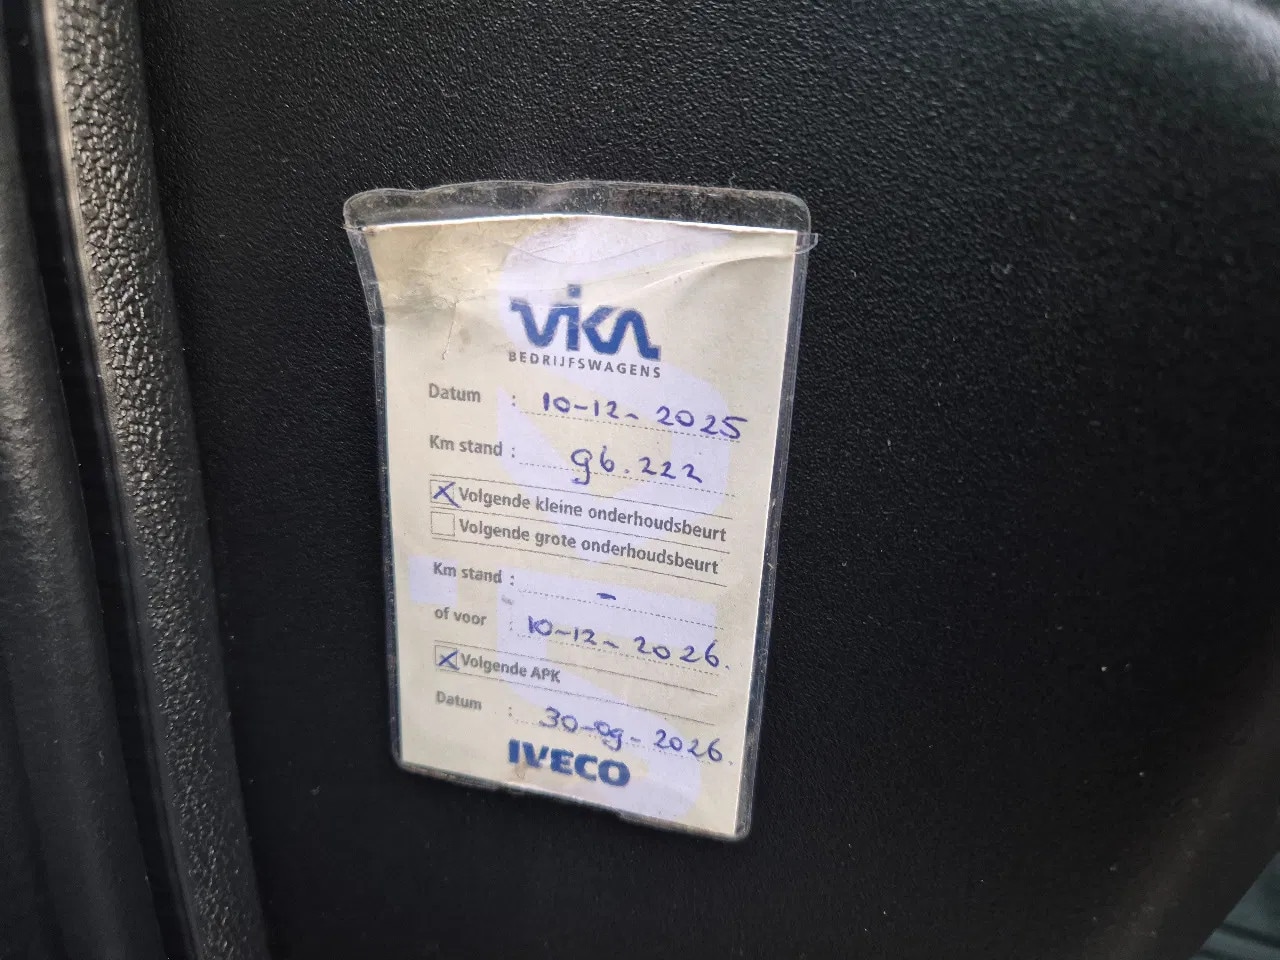 VIKA
BEDRIJFSWAGENS
Datum : 10-12-2025
Km stand : 96.222
X Volgende kleine onderhoudsbeurt
Volgende grote onderhoudsbeurt
Km stand : -
of voor : 10-12-2026.
X Volgende APK
Datum : 30-09-2026.
IVECO